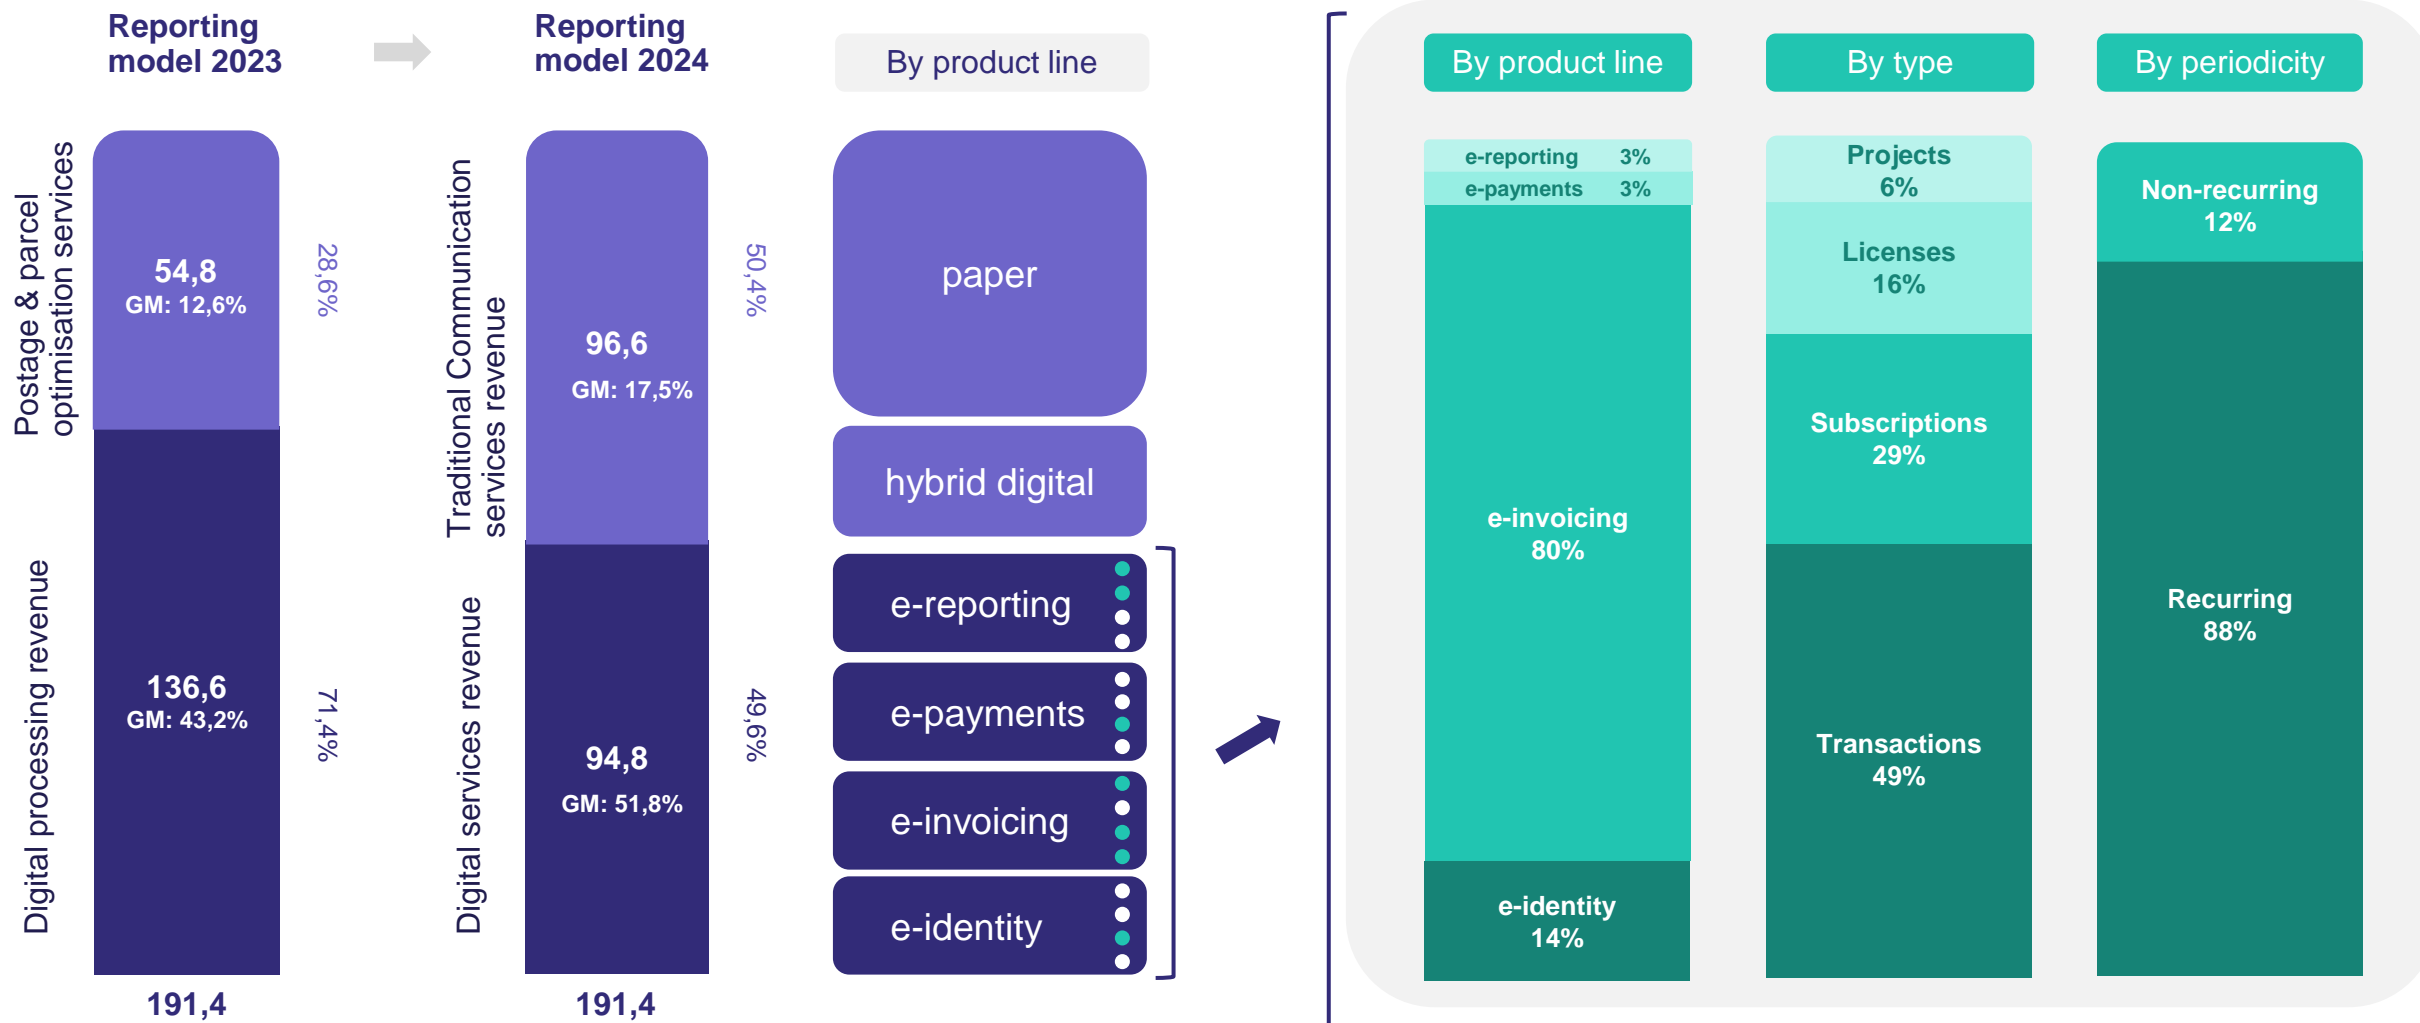 Reporting
model 2023
Postage & parcel
optimisation services
54,8
GM: 12,6%
28,6%
Digital processing revenue
136,6
GM: 43,2%
71,4%
191,4
Reporting
model 2024
Traditional Communication
services revenue
96,6
GM: 17,5%
50,4%
Digital services revenue
94,8
GM: 51,8%
49,6%
191,4
By product line
paper
hybrid digital
e-reporting
e-payments
e-invoicing
e-identity
By product line
e-reporting 3%
e-payments 3%
e-invoicing
80%
e-identity
14%
By type
Projects
6%
Licenses
16%
Subscriptions
29%
Transactions
49%
By periodicity
Non-recurring
12%
Recurring
88%